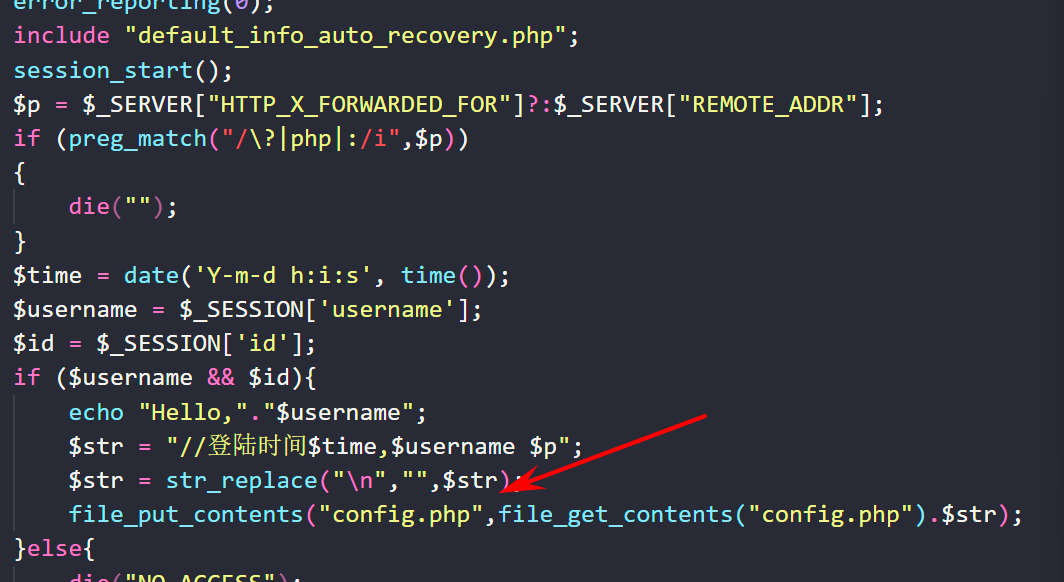 error_reporting(0);
include "default_info_auto_recovery.php";
session_start();
$p = $_SERVER["HTTP_X_FORWARDED_FOR"]?:$_SERVER["REMOTE_ADDR"];
if (preg_match("/\?|php|:/i",$p))
{
    die("");
}
$time = date('Y-m-d h:i:s', time());
$username = $_SESSION['username'];
$id = $_SESSION['id'];
if ($username && $id){
    echo "Hello,"."$username";
    $str = "//登陆时间$time,$username $p";
    $str = str_replace("\n","",$str);
    file_put_contents("config.php",file_get_contents("config.php").$str);
}else{
    die("NO ACCESS");